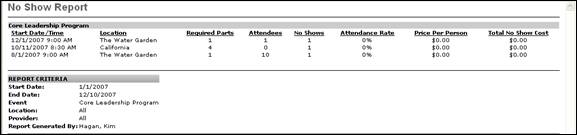 No Show Report
Core Leadership Program
Start Date/Time Location Required Parts Attendees No Shows Attendance Rate Price Per Person Total No Show Cost
12/1/2007 9:00 AM The Water Garden 1 1 1 0% $0.00 $0.00
10/11/2007 8:30 AM California 4 0 1 0% $0.00 $0.00
8/1/2007 9:00 AM The Water Garden 1 10 1 0% $0.00 $0.00
REPORT CRITERIA
Start Date: 1/1/2007
End Date: 12/10/2007
Event Core Leadership Program
Location: All
Provider: All
Report Generated By: Hagan, Kim